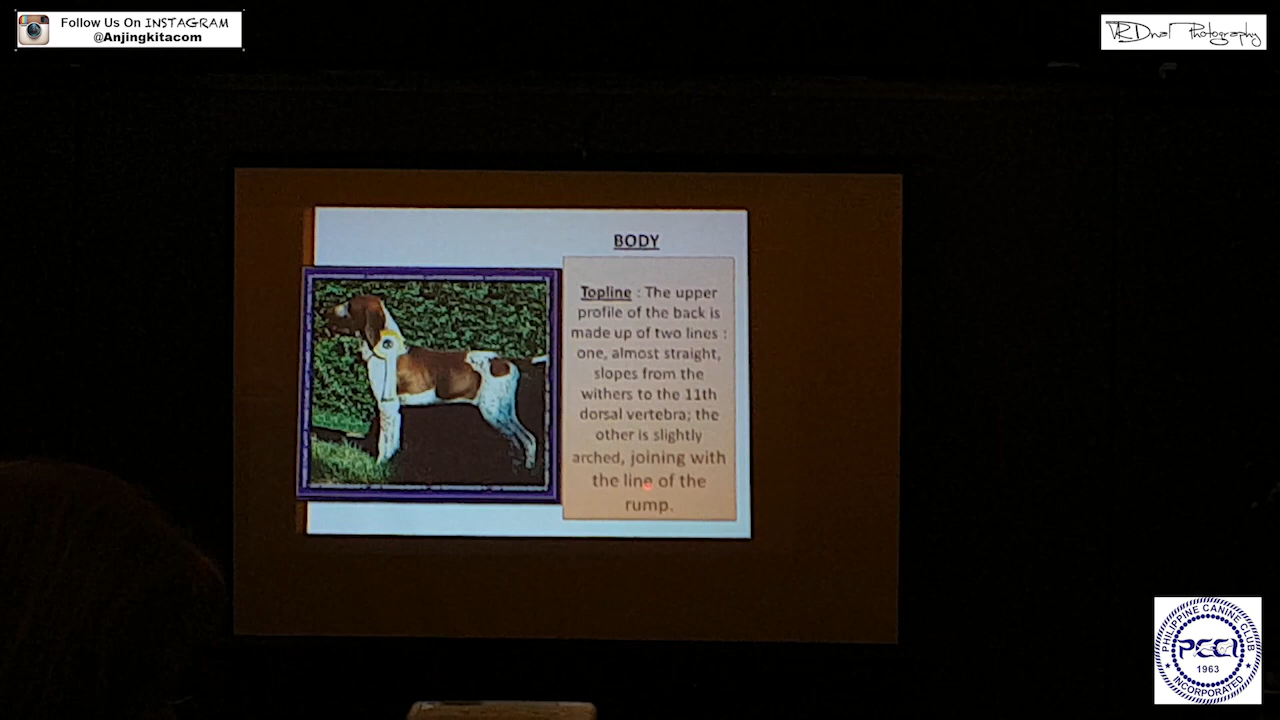 Follow Us On INSTAGRAM
@Anjingkitacom
VRDnal Photography
BODY
Topline : The upper
profile of the back is
made up of two lines :
one, almost straight,
slopes from the
withers to the 11th
dorsal vertebra; the
other is slightly
arched, joining with
the line of the
rump.
PHILIPPINE CANINE CLUB
PCCI
1963
INCORPORATED